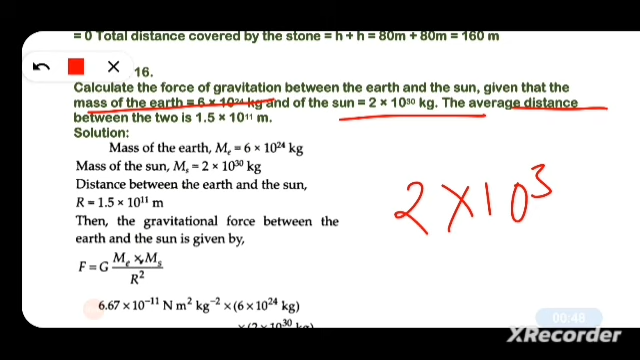 = 0 Total distance covered by the stone = h + h = 80m + 80m = 160 m
16.
Calculate the force of gravitation between the earth and the sun, given that the
mass of the earth = 6 × 10²⁴ kg and of the sun = 2 × 10³⁰ kg. The average distance
between the two is 1.5 × 10¹¹ m.
Solution:
Mass of the earth, Mₑ = 6 × 10²⁴ kg
Mass of the sun, Mₛ = 2 × 10³⁰ kg
Distance between the earth and the sun,
R = 1.5 × 10¹¹ m
Then, the gravitational force between the
earth and the sun is given by,
F = G Mₑ × Mₛ / R²
6.67 × 10⁻¹¹ N m² kg⁻² × (6 × 10²⁴ kg)
× (2 × 10³⁰ kg)
2 × 10³
00:48
XRecorder